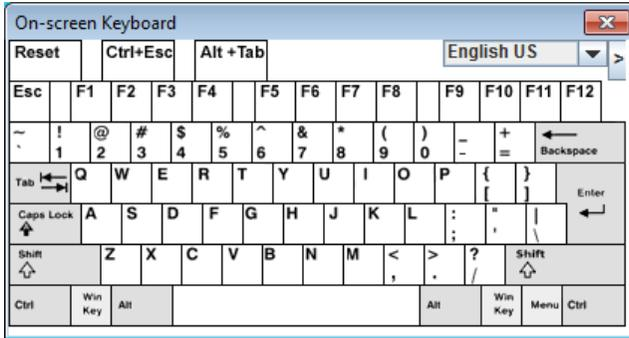 On-screen Keyboard
Reset Ctrl+Esc Alt +Tab English US >
Esc F1 F2 F3 F4 F5 F6 F7 F8 F9 F10 F11 F12
~ ! @ # $ % ^ & * ( ) _ +
` 1 2 3 4 5 6 7 8 9 0 - = Backspace
Tab Q W E R T Y U I O P { }
[ ] Enter
Caps Lock A S D F G H J K L : " |
; ' \
Shift Z X C V B N M < > ? Shift
, . /
Ctrl Win Key Alt Alt Win Key Menu Ctrl